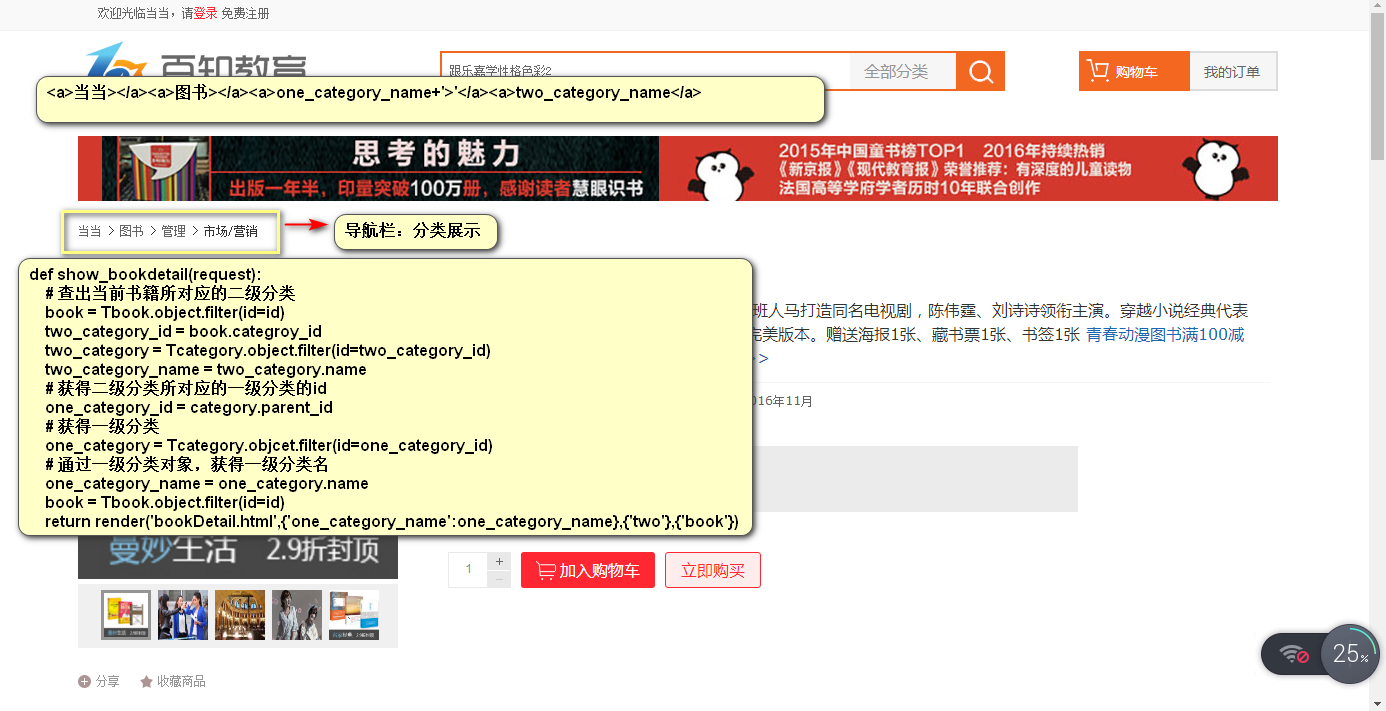 欢迎光临当当，请登录 免费注册
百知教育
跟乐嘉学性格色彩2
全部分类
购物车
我的订单
<a>当当></a><a>图书></a><a>one_category_name+'>'</a><a>two_category_name</a>
思考的魅力
出版一年半，印量突破100万册，感谢读者慧眼识书
2015年中国童书榜TOP1 2016年持续热销
《新京报》《现代教育报》荣誉推荐：有深度的儿童读物
法国高等学府学者历时10年联合创作
当当 > 图书 > 管理 > 市场/营销
导航栏：分类展示
def show_bookdetail(request):
# 查出当前书籍所对应的二级分类
book = Tbook.object.filter(id=id)
two_category_id = book.categroy_id
two_category = Tcategory.object.filter(id=two_category_id)
two_category_name = two_category.name
# 获得二级分类所对应的一级分类的id
one_category_id = category.parent_id
# 获得一级分类
one_category = Tcategory.objcet.filter(id=one_category_id)
# 通过一级分类对象，获得一级分类名
one_category_name = one_category.name
book = Tbook.object.filter(id=id)
return render('bookDetail.html',{'one_category_name':one_category_name},{'two'},{'book'})
班人马打造同名电视剧，陈伟霆、刘诗诗领衔主演。穿越小说经典代表
完美版本。赠送海报1张、藏书票1张、书签1张 青春动漫图书满100减
>
016年11月
曼妙生活 2.9折封顶
1
+
加入购物车
立即购买
分享
收藏商品
25%